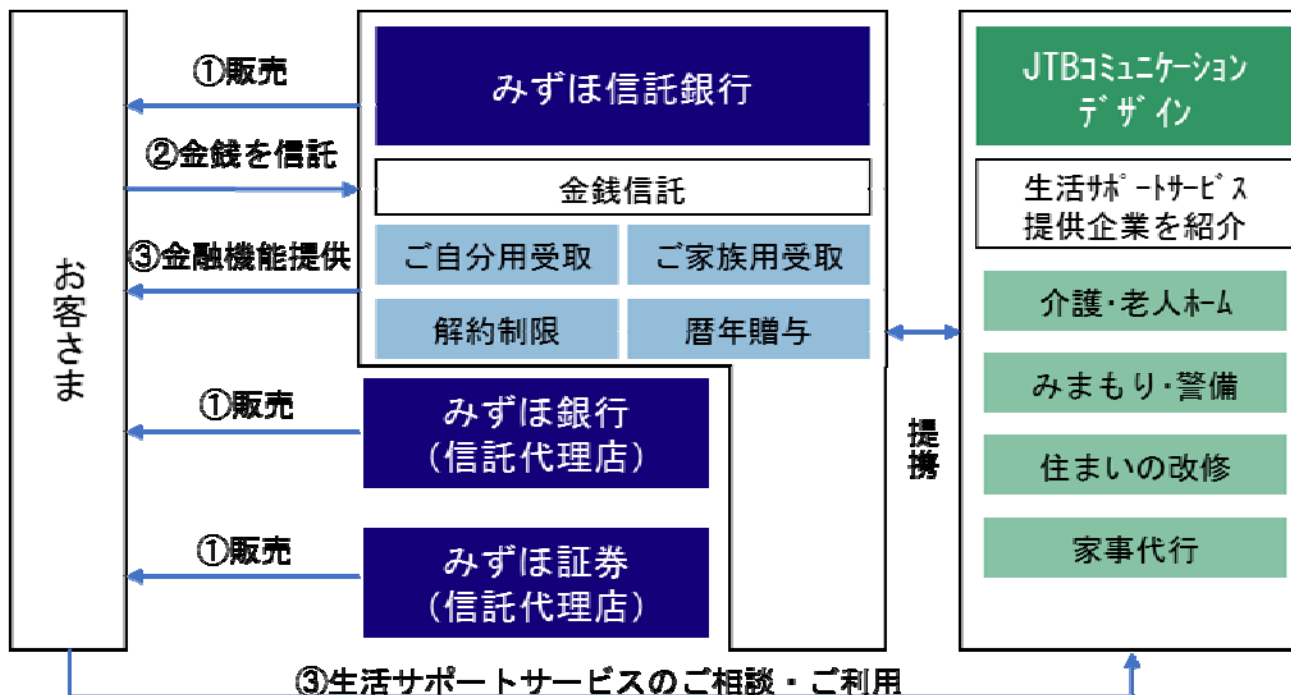 お客さま
①販売
②金銭を信託
③金融機能提供
①販売
①販売
みずほ信託銀行
金銭信託
ご自分用受取
ご家族用受取
解約制限
暦年贈与
みずほ銀行
(信託代理店)
みずほ証券
(信託代理店)
提携
JTBｺﾐｭﾆｹｰｼｮﾝ
ﾃﾞｻﾞｲﾝ
生活ｻﾎﾟｰﾄｻｰﾋﾞｽ
提供企業を紹介
介護･老人ﾎｰﾑ
みまもり･警備
住まいの改修
家事代行
③生活サポートサービスのご相談・ご利用